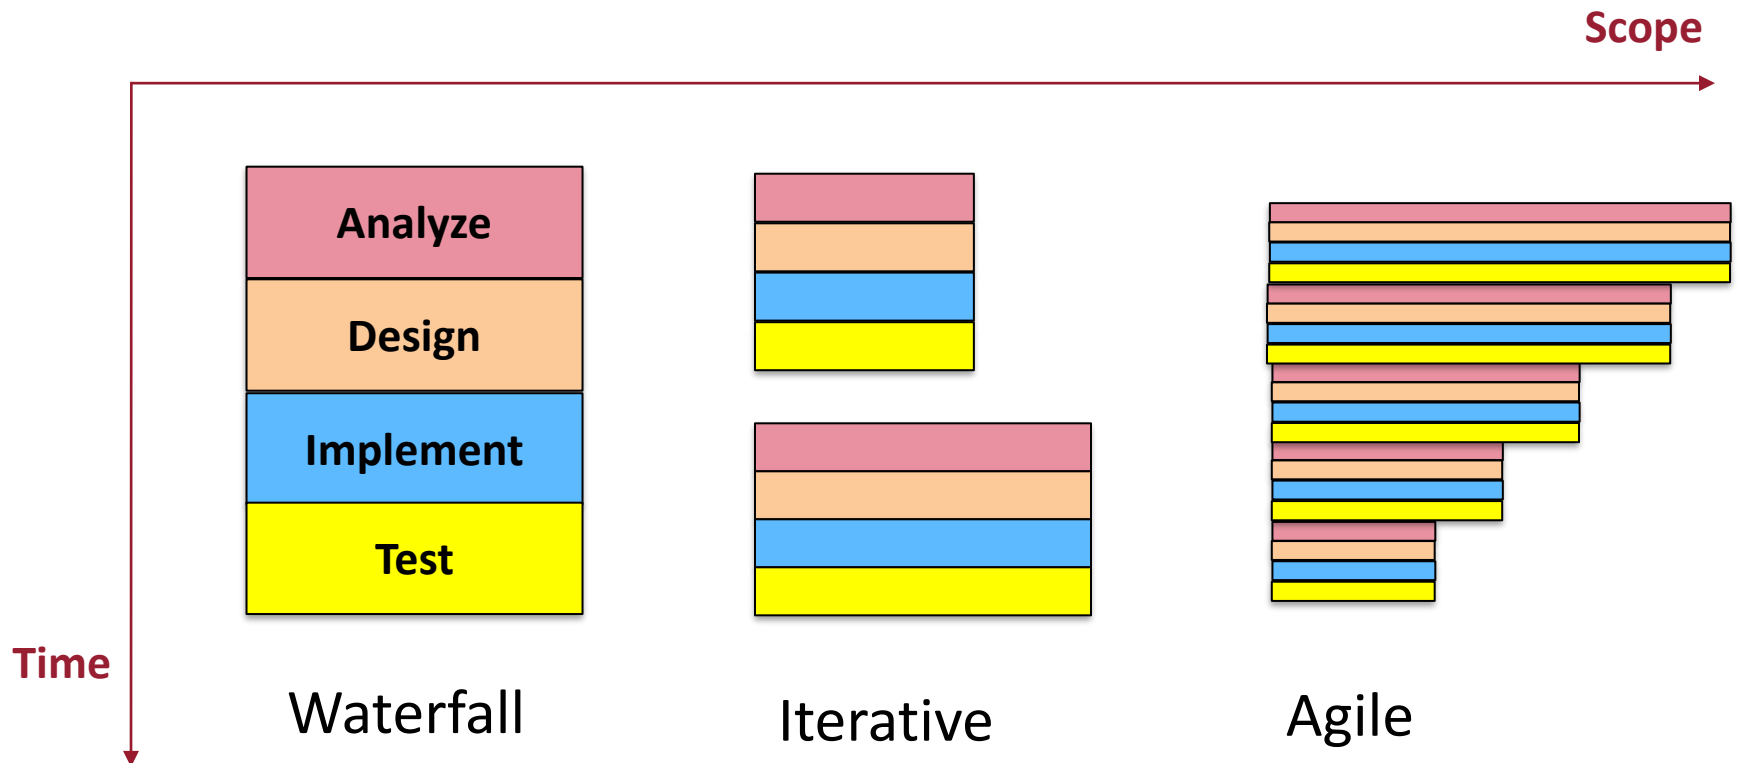 Scope
Analyze
Design
Implement
Test
Time
Waterfall
Iterative
Agile